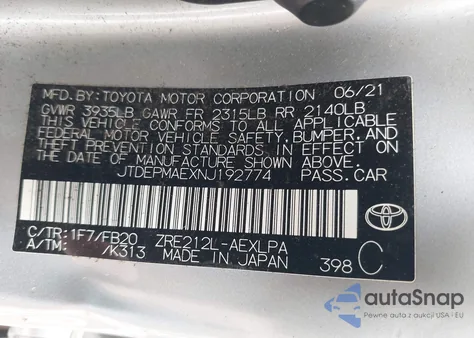 MFD.BY:TOYOTA MOTOR CORPORATION 06/21
GVWR 3935LB GAWR FR 2315LB RR 2140LB
THIS VEHICLE CONFORMS TO ALL APPLICABLE
FEDERAL MOTOR VEHICLE SAFETY, BUMPER, AND
THEFT PREVENTION STANDARDS IN EFFECT ON
THE DATE OF MANUFACTURE SHOWN ABOVE.
JTDEPMAEXNJ192774 PASS.CAR
C/TR:1F7/FB20 ZRE212L-AEXLPA
A/TM: /K313 MADE IN JAPAN 398 C
TOYOTA
autoSnap
Pewne auta z aukcji USA - EU